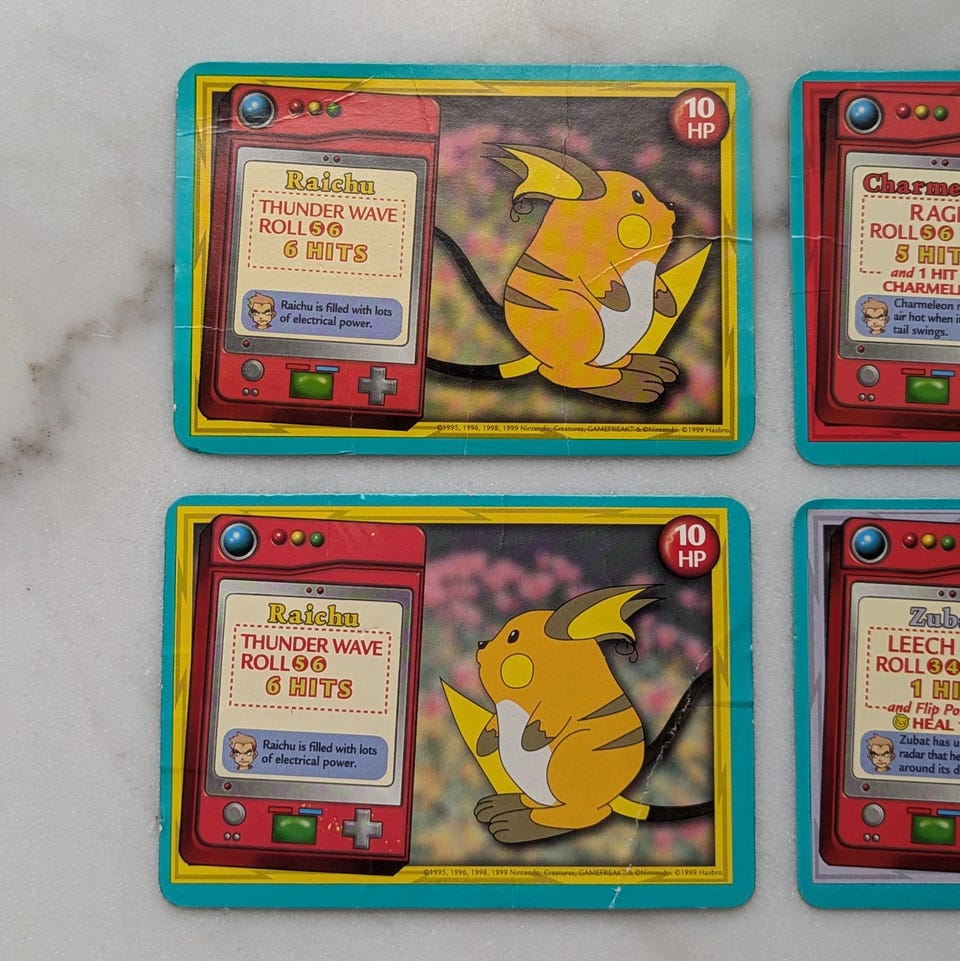 10
HP
Raichu
THUNDER WAVE
ROLL 5 6
6 HITS
Raichu is filled with lots
of electrical power.
©1995, 1996, 1998, 1999 Nintendo, Creatures, GAMEFREAK® & ©Nintendo. ©1999 Hasbro.
Charme
RAG
ROLL 5 6
5 HIT
and 1 HIT
CHARMEL
Charmeleon
air hot when i
tail swings.
10
HP
Raichu
THUNDER WAVE
ROLL 5 6
6 HITS
Raichu is filled with lots
of electrical power.
©1995, 1996, 1998, 1999 Nintendo, Creatures, GAMEFREAK® & ©Nintendo. ©1999 Hasbro.
Zub
LEECH
ROLL 3 4
1 HI
and Flip Po
HEAL
Zubat has u
radar that he
around its d